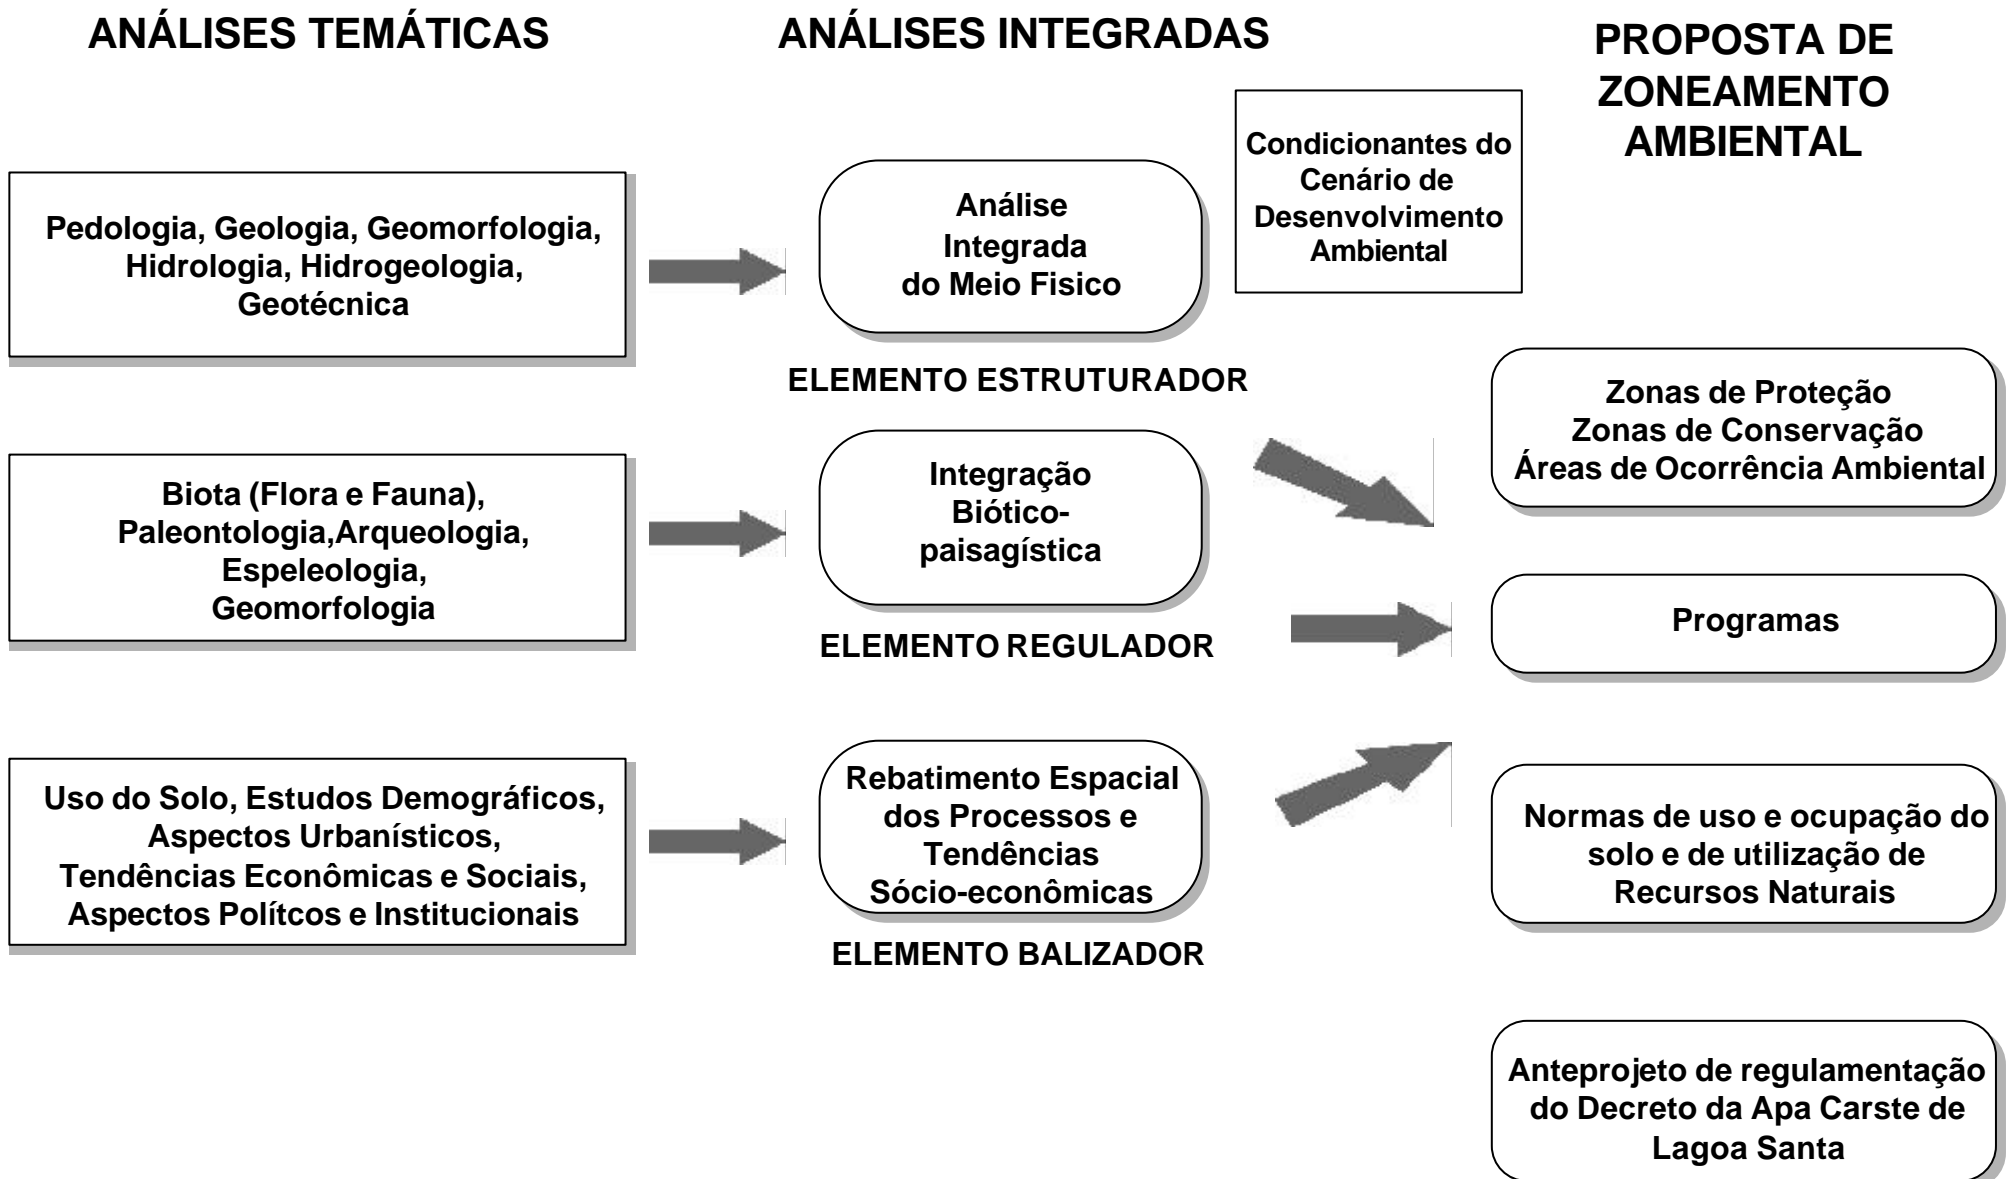 ANÁLISES TEMÁTICAS
Pedologia, Geologia, Geomorfologia,
Hidrologia, Hidrogeologia,
Geotécnica
Biota (Flora e Fauna),
Paleontologia,Arqueologia,
Espeleologia,
Geomorfologia
Uso do Solo, Estudos Demográficos,
Aspectos Urbanísticos,
Tendências Econômicas e Sociais,
Aspectos Polítcos e Institucionais
ANÁLISES INTEGRADAS
Análise
Integrada
do Meio Fisico
ELEMENTO ESTRUTURADOR
Integração
Biótico-
paisagística
ELEMENTO REGULADOR
Rebatimento Espacial
dos Processos e
Tendências
Sócio-econômicas
ELEMENTO BALIZADOR
Condicionantes do
Cenário de
Desenvolvimento
Ambiental
PROPOSTA DE
ZONEAMENTO
AMBIENTAL
Zonas de Proteção
Zonas de Conservação
Áreas de Ocorrência Ambiental
Programas
Normas de uso e ocupação do
solo e de utilização de
Recursos Naturais
Anteprojeto de regulamentação
do Decreto da Apa Carste de
Lagoa Santa